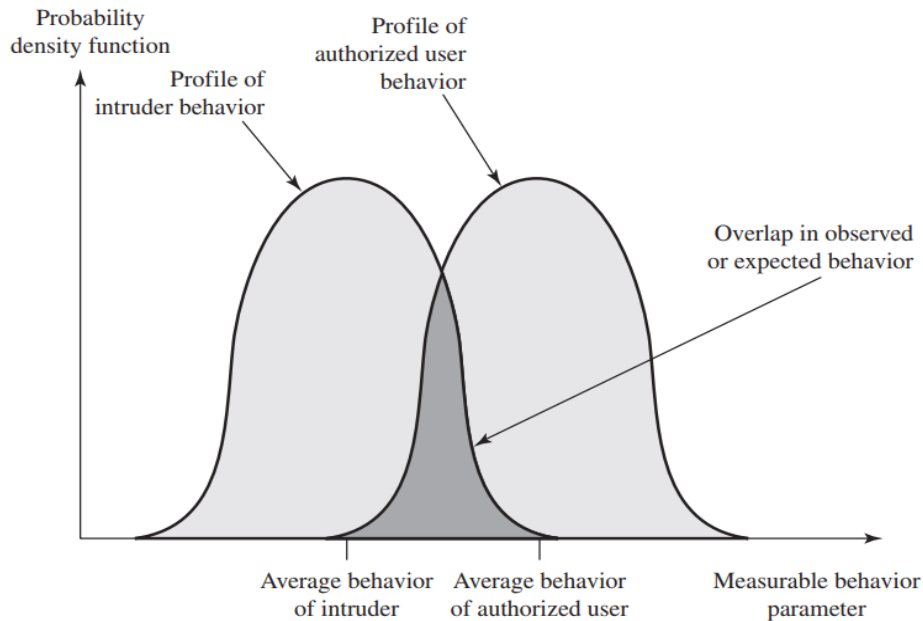 Probability
density function
Profile of
authorized user
behavior
Profile of
intruder behavior
Overlap in observed
or expected behavior
Average behavior
of intruder
Average behavior
of authorized user
Measurable behavior
parameter